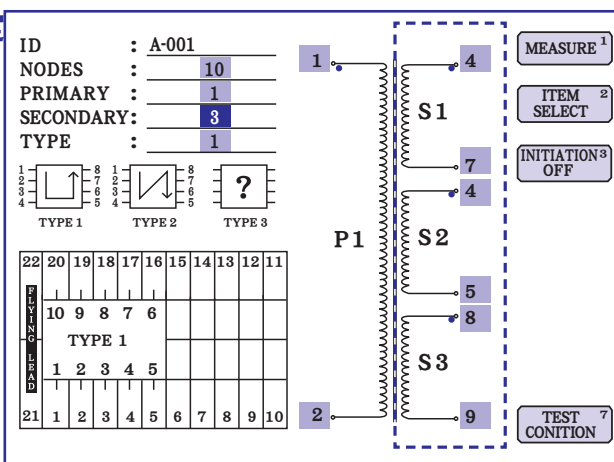 ID : A-001
NODES : 10
PRIMARY : 1
SECONDARY: 3
TYPE : 1
1 2 3 4 8 7 6 5
TYPE 1
1 2 3 4 8 7 6 5
TYPE 2
?
TYPE 3
22 20 19 18 17 16 15 14 13 12 11
FLYING LEAD
10 9 8 7 6
TYPE 1
1 2 3 4 5
21 1 2 3 4 5 6 7 8 9 10
1
P1
2
4
S1
7
4
S2
5
8
S3
9
MEASURE 1
ITEM 2
SELECT
INITIATION 3
OFF
TEST 7
CONITION